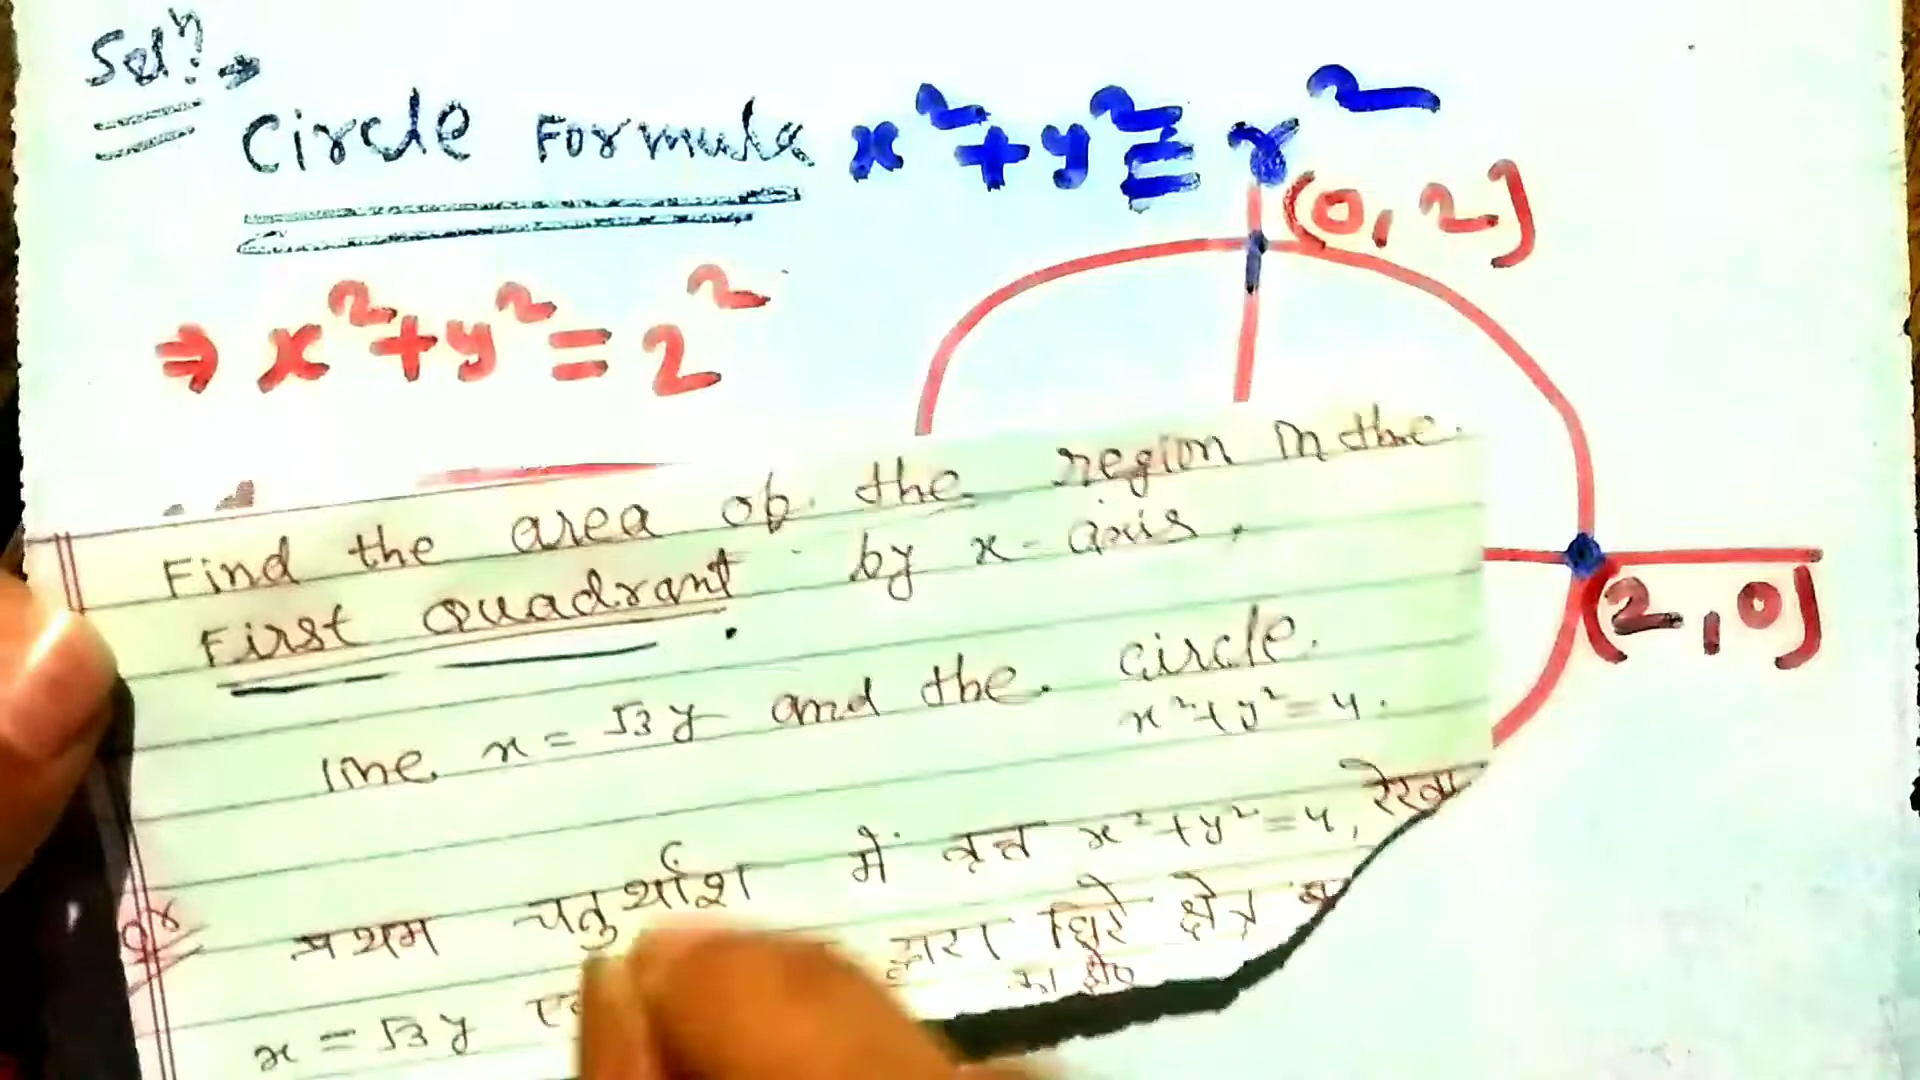 Solⁿ:→
Circle Formula x²+y² = r²
(0,2)
⇒ x²+y² = 2²
(2,0)
Find the area of the region in the
First Quadrant by x-axis,
line x = √3y and the circle.
x²+y²=4.
Or
प्रथम चतुर्थांश में वृत्त x²+y²=4, रेखा
x = √3y द्वारा घिरे क्षेत्र
का क्षे